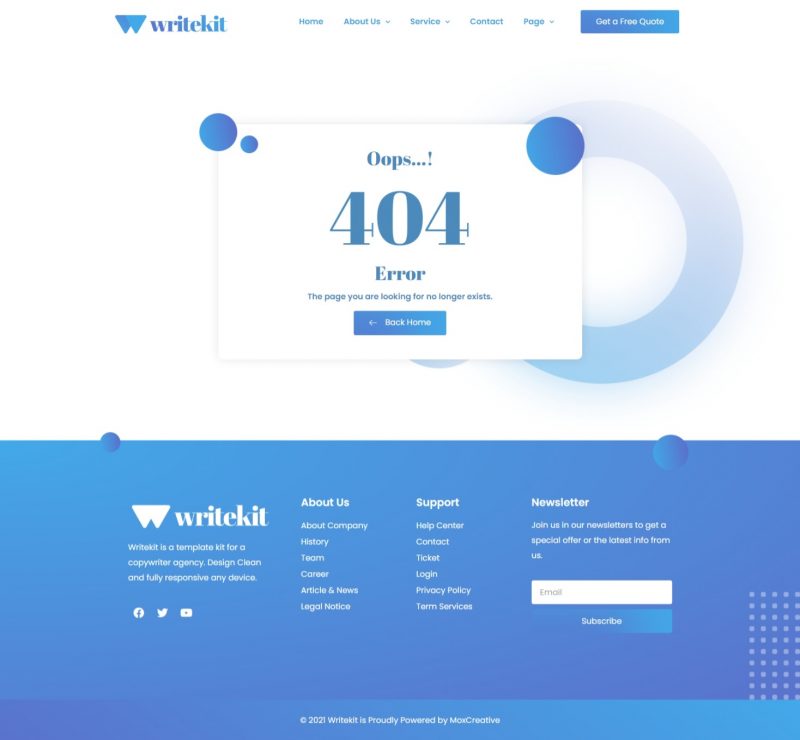 writekit
Home About Us Service Contact Page Get a Free Quote
Oops...!
404
Error
The page you are looking for no longer exists.
Back Home
writekit
Writekit is a template kit for a
copywriter agency. Design Clean
and fully responsive any device.
About Us
About Company
History
Team
Career
Article & News
Legal Notice
Support
Help Center
Contact
Ticket
Login
Privacy Policy
Term Services
Newsletter
Join us in our newsletters to get a
special offer or the latest info from
us.
Email
Subscribe
© 2021 Writekit is Proudly Powered by MoxCreative